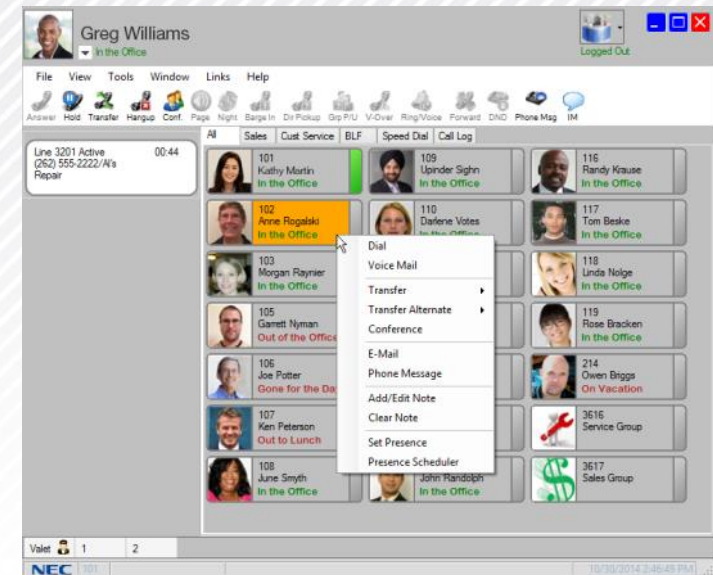 Greg Williams
In the Office
Logged Out
File View Tools Window Links Help
Answer Hold Transfer Hangup Conf. Page Night Barge In Dir Pickup Grp P/U V-Over Ring/Voice Forward DND Phone Msg IM
All Sales Cust Service BLF Speed Dial Call Log
Line 3201 Active 00:44
(262) 555-2222/Al's
Repair
101
Kathy Martin
In the Office
109
Upinder Sighn
In the Office
116
Randy Krause
In the Office
102
Anne Rogalski
In the Office
110
Darlene Votes
In the Office
117
Tom Beske
In the Office
103
Morgan Raynier
In the Office
118
Linda Nolge
In the Office
105
Garrett Nyman
Out of the Office
119
Rose Bracken
In the Office
106
Joe Potter
Gone for the Da
214
Owen Briggs
On Vacation
107
Ken Peterson
Out to Lunch
3616
Service Group
108
June Smyth
In the Office
John Randolph
In the Office
3617
Sales Group
Dial
Voice Mail
Transfer
Transfer Alternate
Conference
E-Mail
Phone Message
Add/Edit Note
Clear Note
Set Presence
Presence Scheduler
Valet 1 2
NEC 101 10/30/2014 2:46:49 PM